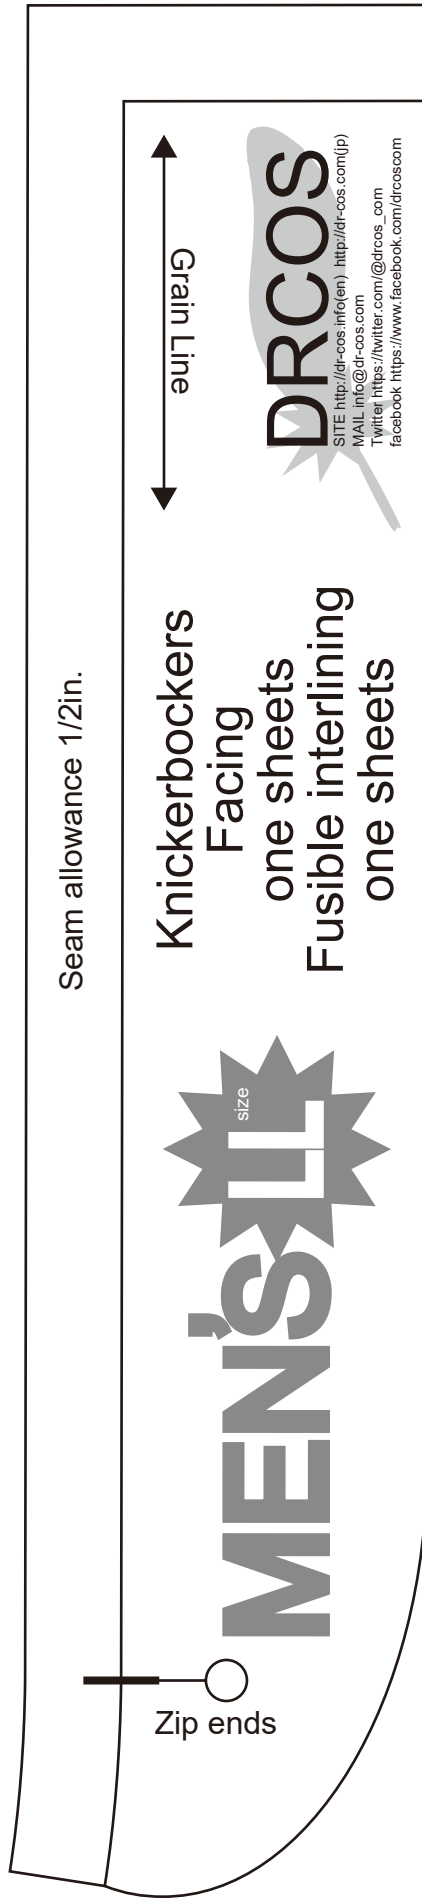 Grain Line
DRCOS
SITE http://dr-cos.info(en)  http://dr-cos.com(jp)
MAIL info@dr-cos.com
Twitter https://twitter.com/@drcos_com
facebook https://www.facebook.com/drcoscom
Seam allowance 1/2in.
Knickerbockers
Facing
one sheets
Fusible interlining
one sheets
MEN'S LL size
Zip ends